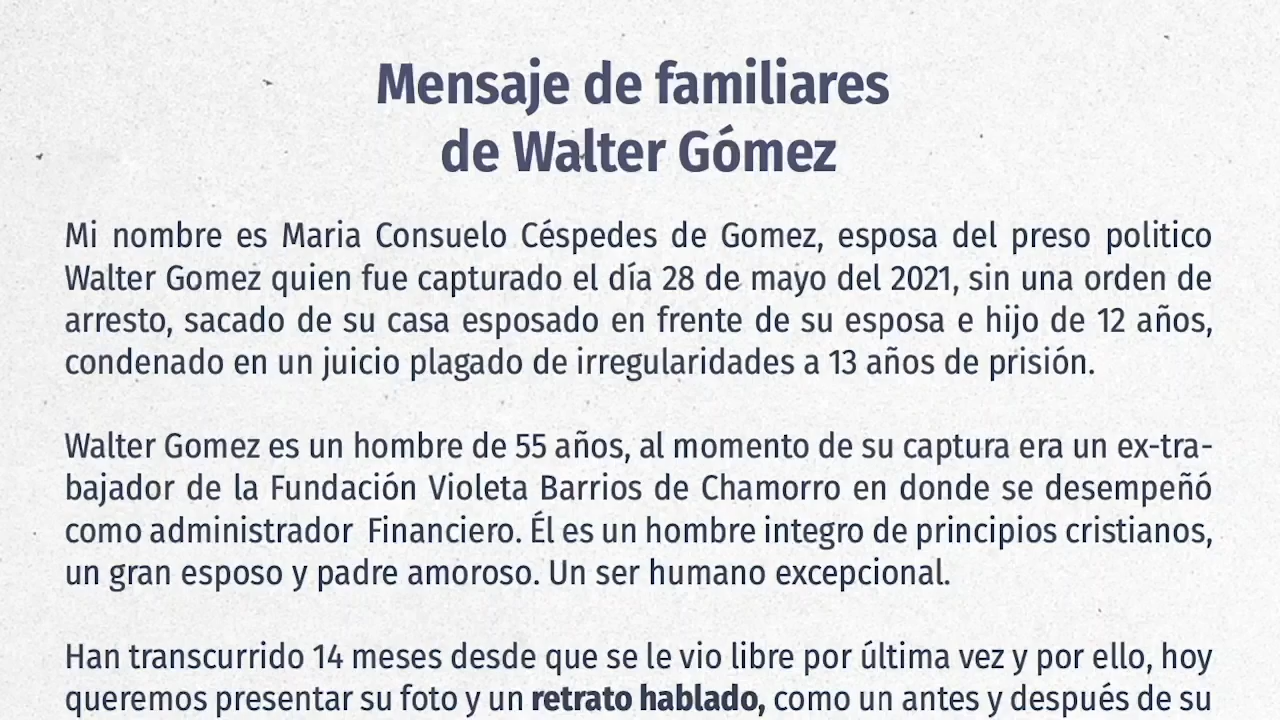 Mensaje de familiares
de Walter Gómez
Mi nombre es Maria Consuelo Céspedes de Gomez, esposa del preso politico
Walter Gomez quien fue capturado el día 28 de mayo del 2021, sin una orden de
arresto, sacado de su casa esposado en frente de su esposa e hijo de 12 años,
condenado en un juicio plagado de irregularidades a 13 años de prisión.
Walter Gomez es un hombre de 55 años, al momento de su captura era un ex-tra-
bajador de la Fundación Violeta Barrios de Chamorro en donde se desempeñó
como administrador Financiero. Él es un hombre integro de principios cristianos,
un gran esposo y padre amoroso. Un ser humano excepcional.
Han transcurrido 14 meses desde que se le vio libre por última vez y por ello, hoy
queremos presentar su foto y un retrato hablado, como un antes y después de su